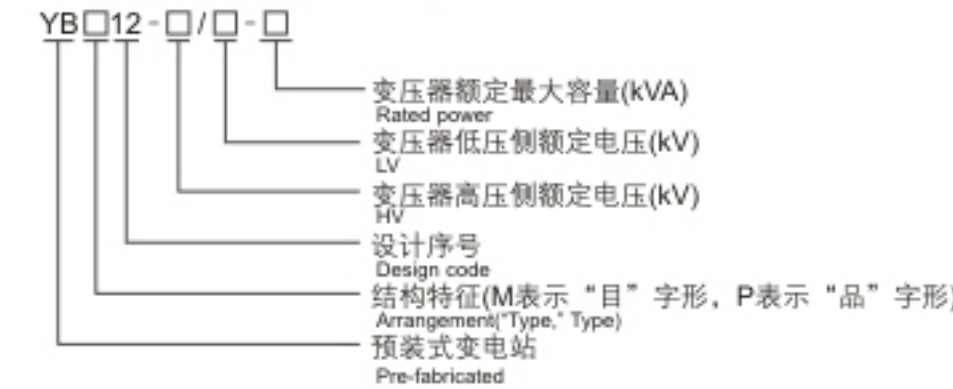 YB□12-□/□-□
变压器额定最大容量(kVA)
Rated power
变压器低压侧额定电压(kV)
LV
变压器高压侧额定电压(kV)
HV
设计序号
Design code
结构特征(M表示“目”字形，P表示“品”字形)
Arrangement("Type," Type)
预装式变电站
Pre-fabricated